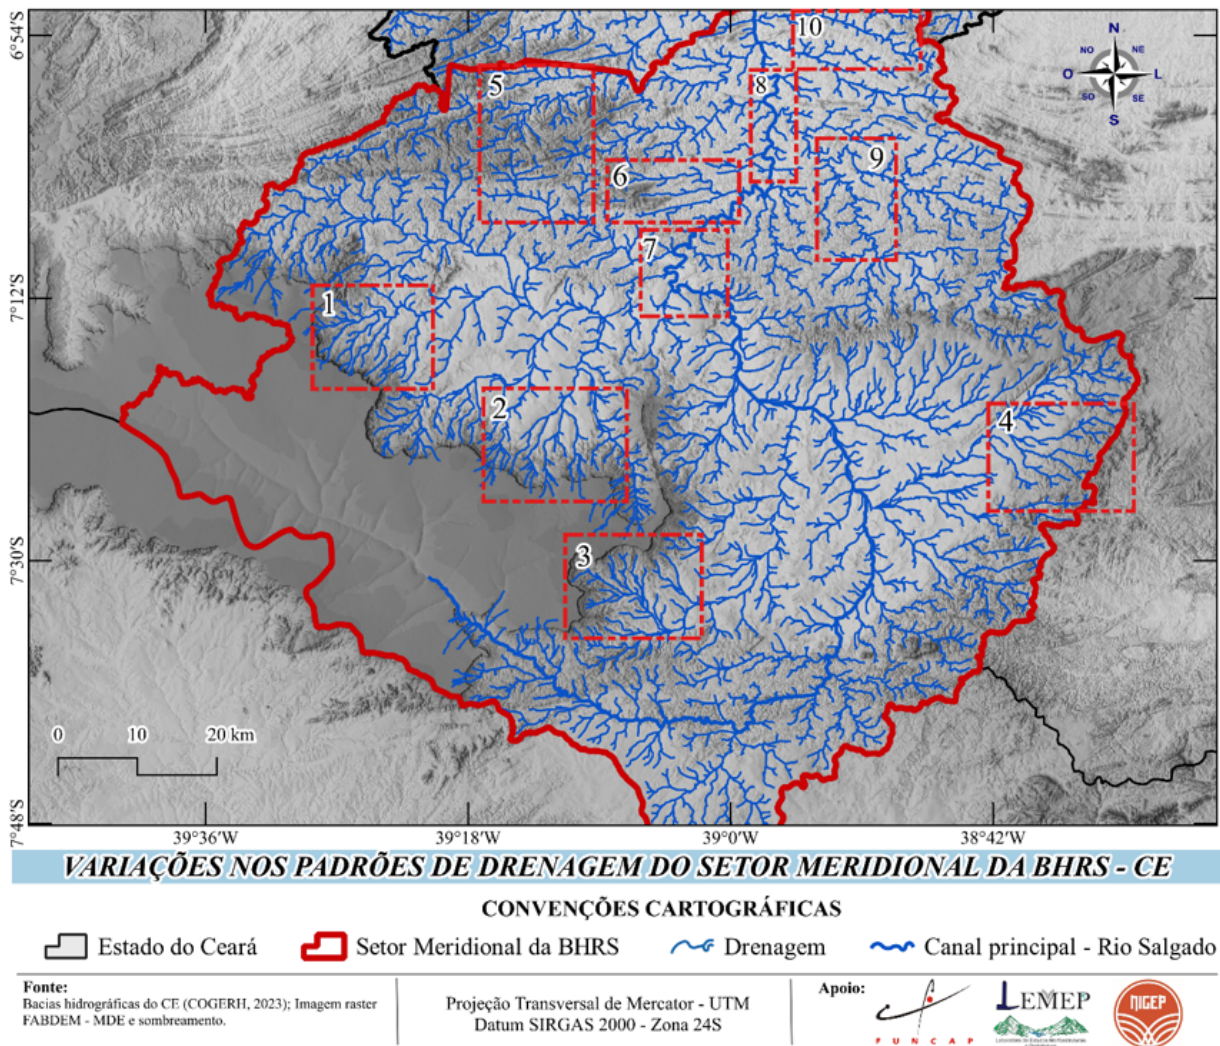 6°54'S
7°12'S
7°30'S
7°48'S
10
5
8
9
6
7
1
2
4
3
N
NO
NE
O
L
SO
SE
S
0 10 20 km
39°36'W 39°18'W 39°0'W 38°42'W
VARIAÇÕES NOS PADRÕES DE DRENAGEM DO SETOR MERIDIONAL DA BHRS - CE
CONVENÇÕES CARTOGRÁFICAS
Estado do Ceará Setor Meridional da BHRS Drenagem Canal principal - Rio Salgado
Fonte:
Bacias hidrográficas do CE (COGERH, 2023); Imagem raster
FABDEM - MDE e sombreamento.
Projeção Transversal de Mercator - UTM
Datum SIRGAS 2000 - Zona 24S
Apoio:
FUNCAP
LEMEP
NIGEP